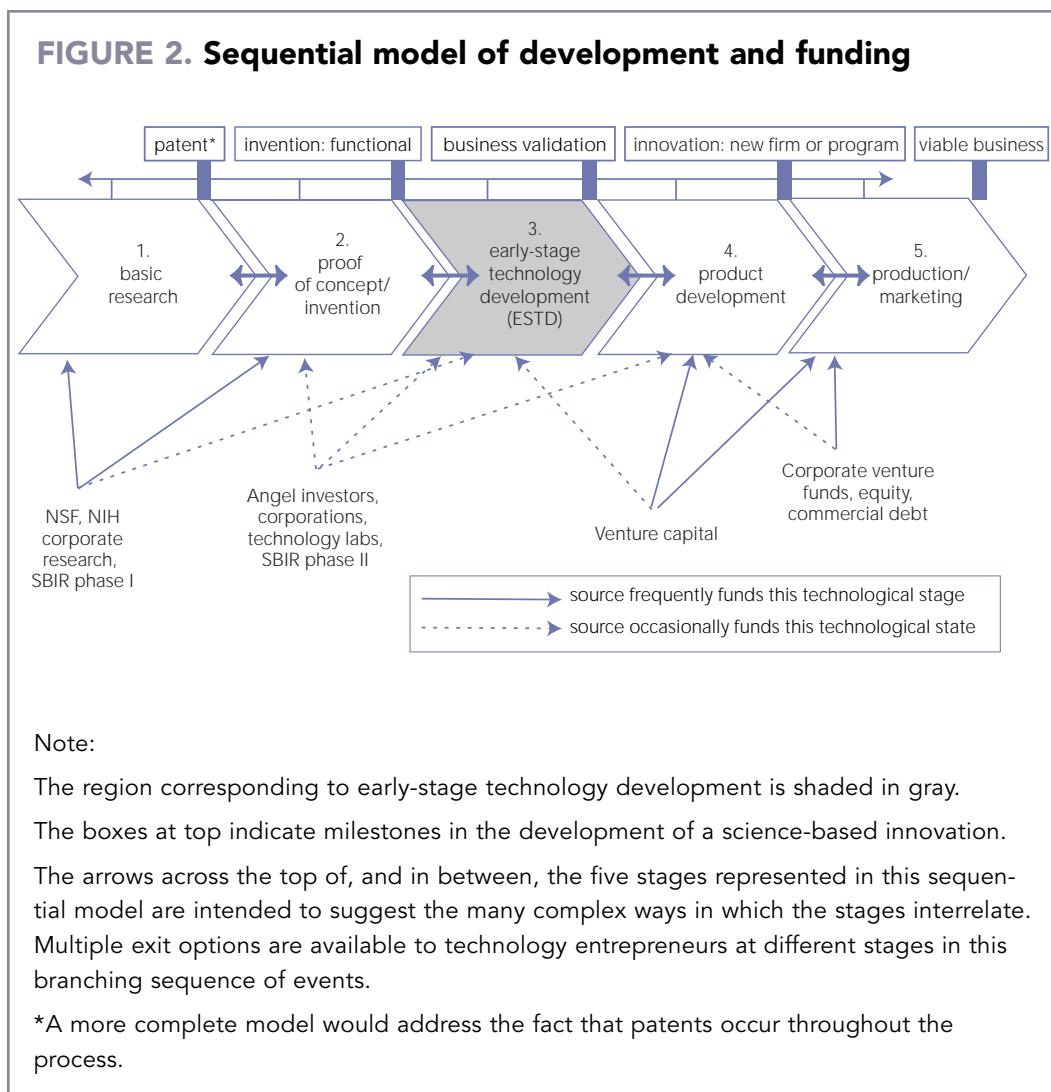 FIGURE 2. Sequential model of development and funding
patent*
invention: functional
business validation
innovation: new firm or program
viable business
1.
basic
research
2.
proof
of concept/
invention
3.
early-stage
technology
development
(ESTD)
4.
product
development
5.
production/
marketing
NSF, NIH
corporate
research,
SBIR phase I
Angel investors,
corporations,
technology labs,
SBIR phase II
Venture capital
Corporate venture
funds, equity,
commercial debt
source frequently funds this technological stage
source occasionally funds this technological state
Note:
The region corresponding to early-stage technology development is shaded in gray.
The boxes at top indicate milestones in the development of a science-based innovation.
The arrows across the top of, and in between, the five stages represented in this sequen-
tial model are intended to suggest the many complex ways in which the stages interrelate.
Multiple exit options are available to technology entrepreneurs at different stages in this
branching sequence of events.
*A more complete model would address the fact that patents occur throughout the
process.